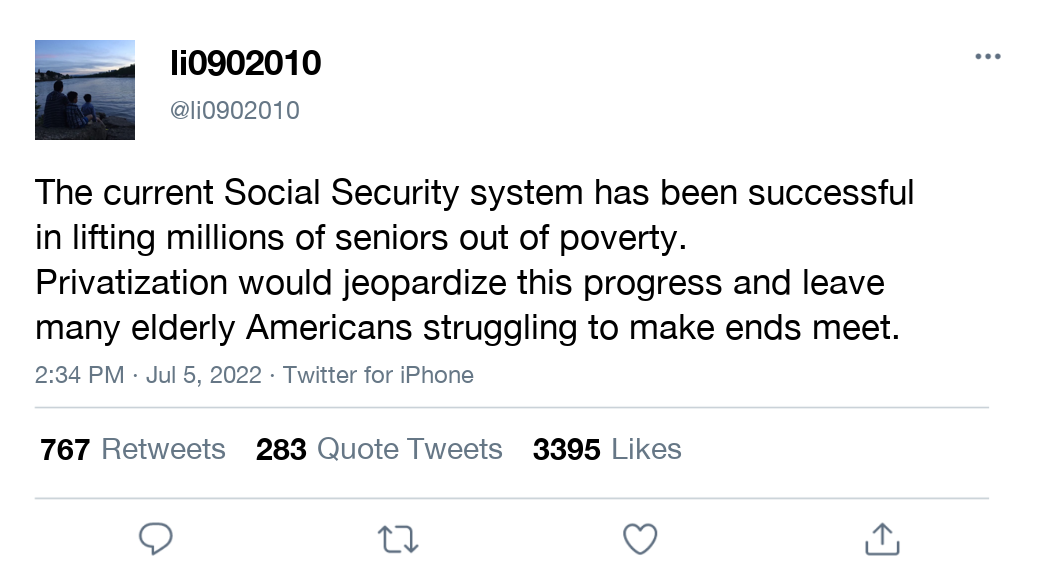 li0902010
@li0902010
The current Social Security system has been successful
in lifting millions of seniors out of poverty.
Privatization would jeopardize this progress and leave
many elderly Americans struggling to make ends meet.
2:34 PM · Jul 5, 2022 · Twitter for iPhone
767 Retweets 283 Quote Tweets 3395 Likes